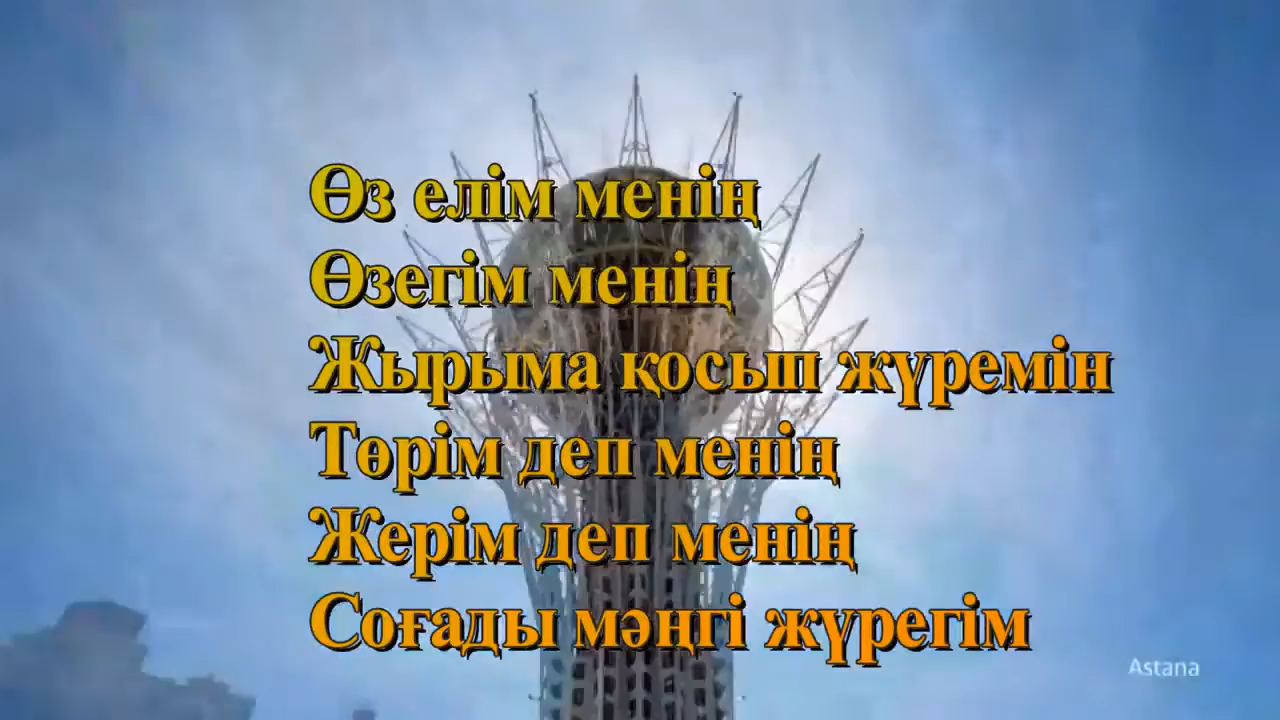 Өз елім менің
Өзегім менің
Жырыма қосып жүремін
Төрім деп менің
Жерім деп менің
Соғады мәңгі жүрегім
Astana